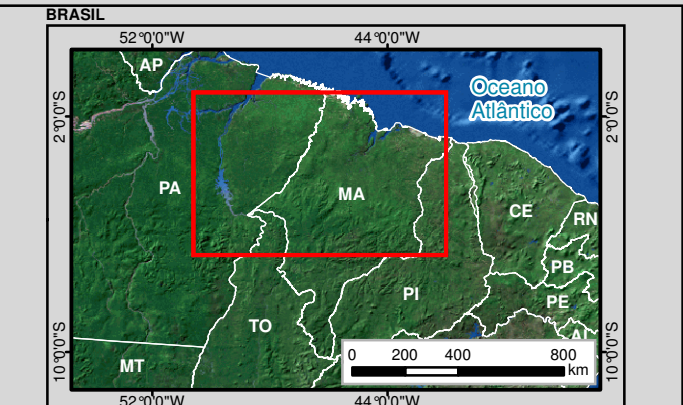 BRASIL
52°0'0"W 44°0'0"W
AP
Oceano
Atlântico
2°0'0"S 2°0'0"S
PA
MA
CE
RN
PB
PI
PE
TO
AL
MT
0 200 400 800
km
10°0'0"S 10°0'0"S
52°0'0"W 44°0'0"W